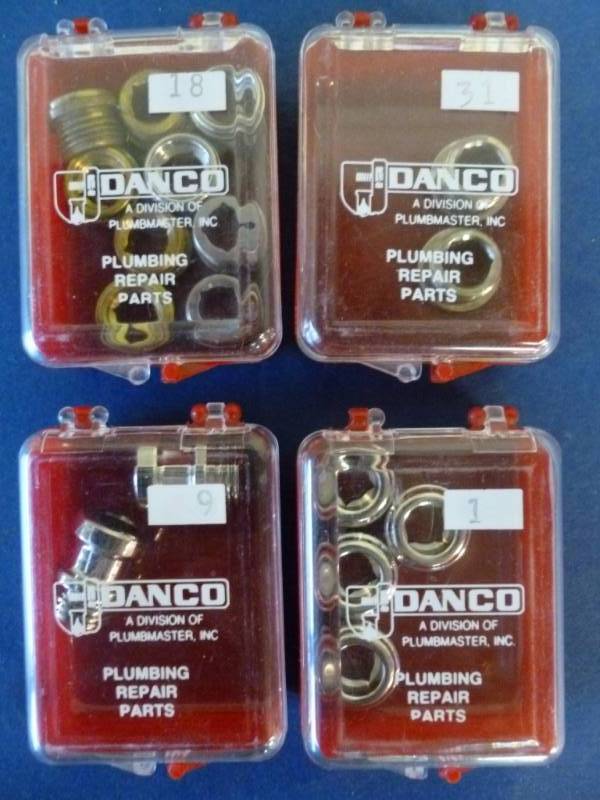 18
DANCO
A DIVISION OF
PLUMBMASTER, INC
PLUMBING
REPAIR
PARTS
31
DANCO
A DIVISION OF
PLUMBMASTER, INC
PLUMBING
REPAIR
PARTS
9
DANCO
A DIVISION OF
PLUMBMASTER, INC
PLUMBING
REPAIR
PARTS
1
DANCO
A DIVISION OF
PLUMBMASTER, INC.
PLUMBING
REPAIR
PARTS